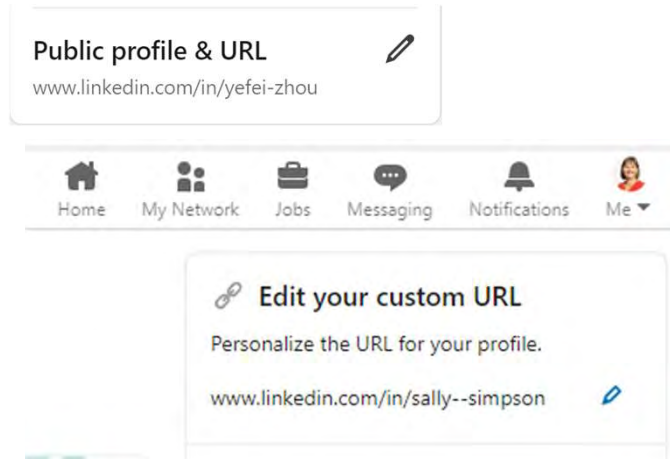 Public profile & URL
www.linkedin.com/in/yefei-zhou
Home My Network Jobs Messaging Notifications Me
Edit your custom URL
Personalize the URL for your profile.
www.linkedin.com/in/sally--simpson